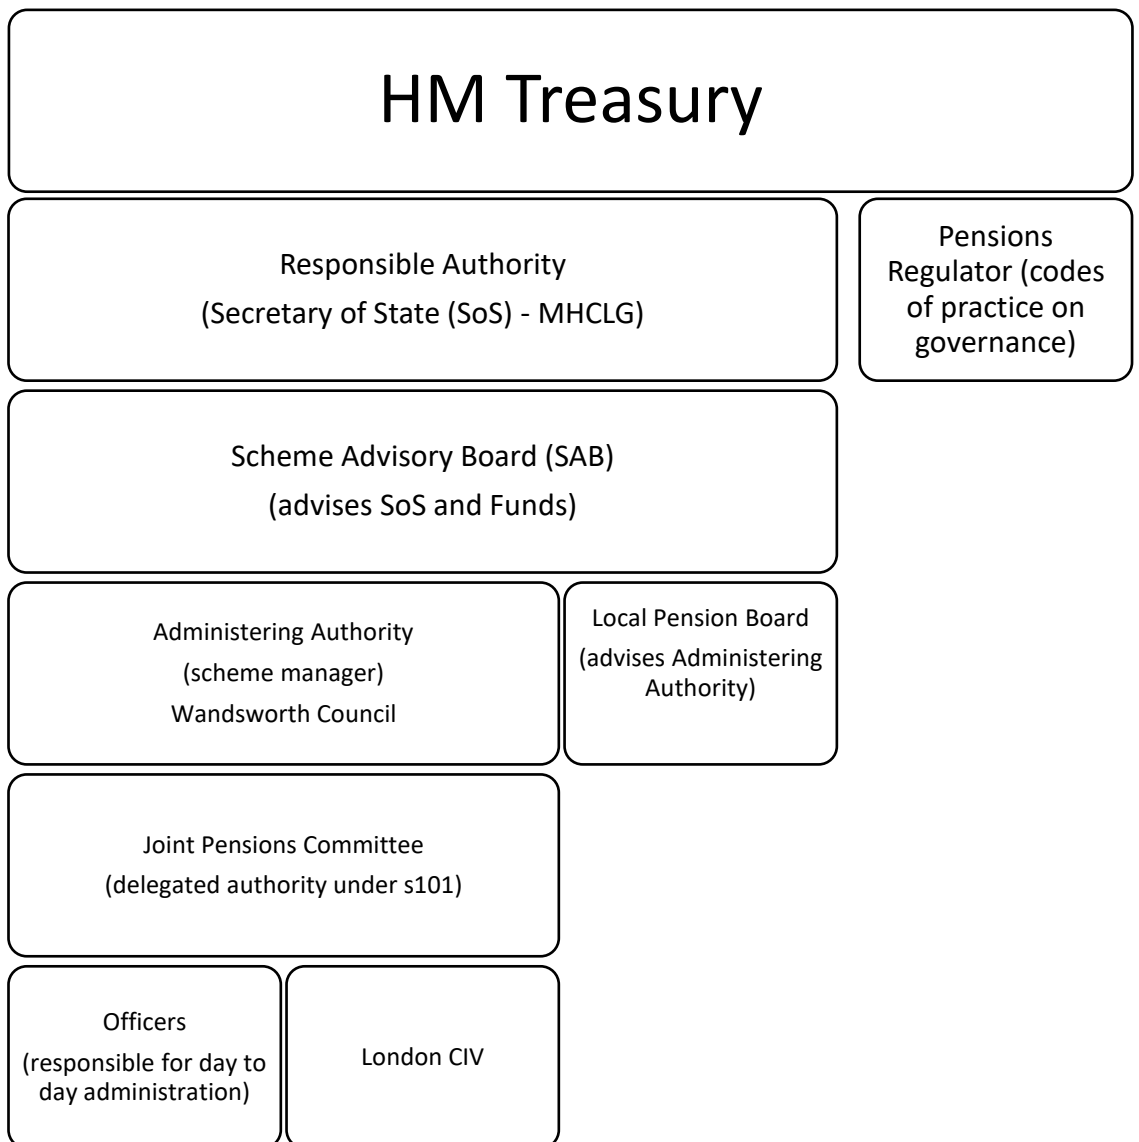 HM Treasury
Responsible Authority
(Secretary of State (SoS) - MHCLG)
Pensions
Regulator (codes
of practice on
governance)
Scheme Advisory Board (SAB)
(advises SoS and Funds)
Administering Authority
(scheme manager)
Wandsworth Council
Local Pension Board
(advises Administering
Authority)
Joint Pensions Committee
(delegated authority under s101)
Officers
(responsible for day to
day administration)
London CIV